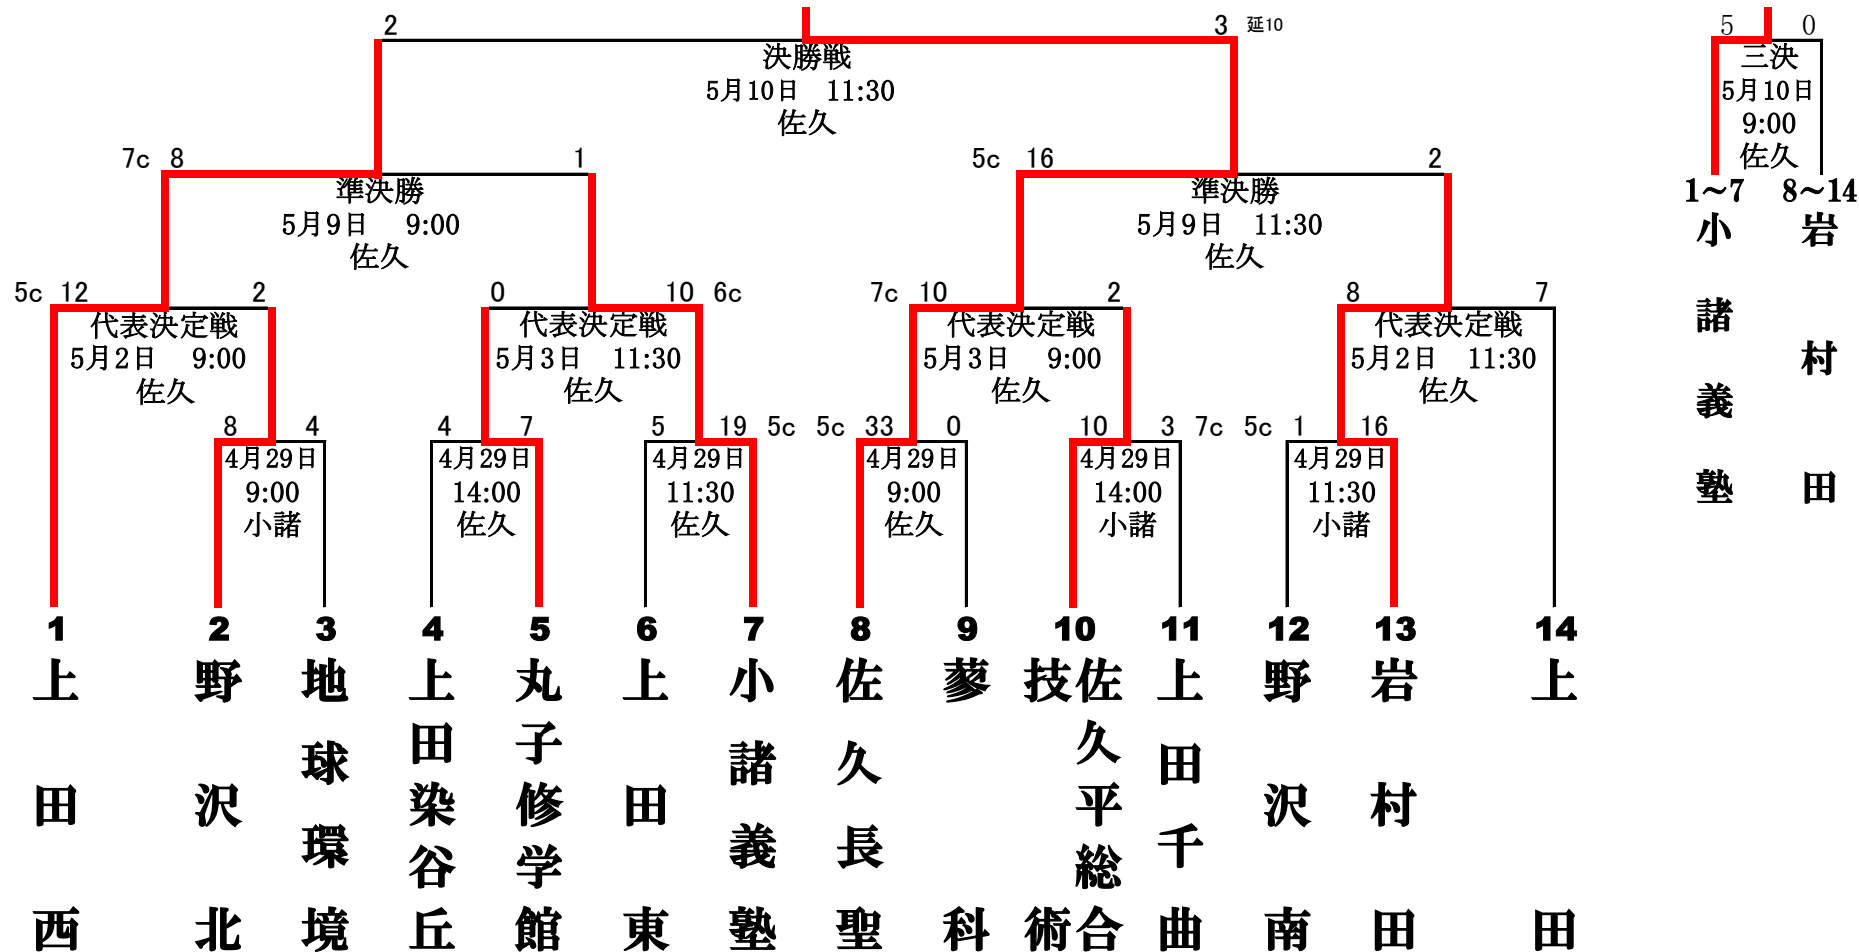 2 3 延10
決勝戦
5月10日 11:30
佐久
5 0
三決
5月10日
9:00
佐久
1～7 8～14
小諸義塾
岩村田
7c 8 1
準決勝
5月9日 9:00
佐久
5c 16 2
準決勝
5月9日 11:30
佐久
5c 12 2
代表決定戦
5月2日 9:00
佐久
0 10 6c
代表決定戦
5月3日 11:30
佐久
7c 10 2
代表決定戦
5月3日 9:00
佐久
8 7
代表決定戦
5月2日 11:30
佐久
8 4
4月29日
9:00
小諸
4 7
4月29日
14:00
佐久
5 19 5c
4月29日
11:30
佐久
5c 33 0
4月29日
9:00
佐久
10 3 7c
4月29日
14:00
小諸
5c 1 16
4月29日
11:30
小諸
1 2 3 4 5 6 7 8 9 10 11 12 13 14
上田西
野沢北
地球環境
上田染谷丘
丸子修学館
上田東
小諸義塾
佐久長聖
蓼科
佐久平総合
技術
上田千曲
野沢南
岩村田
上田